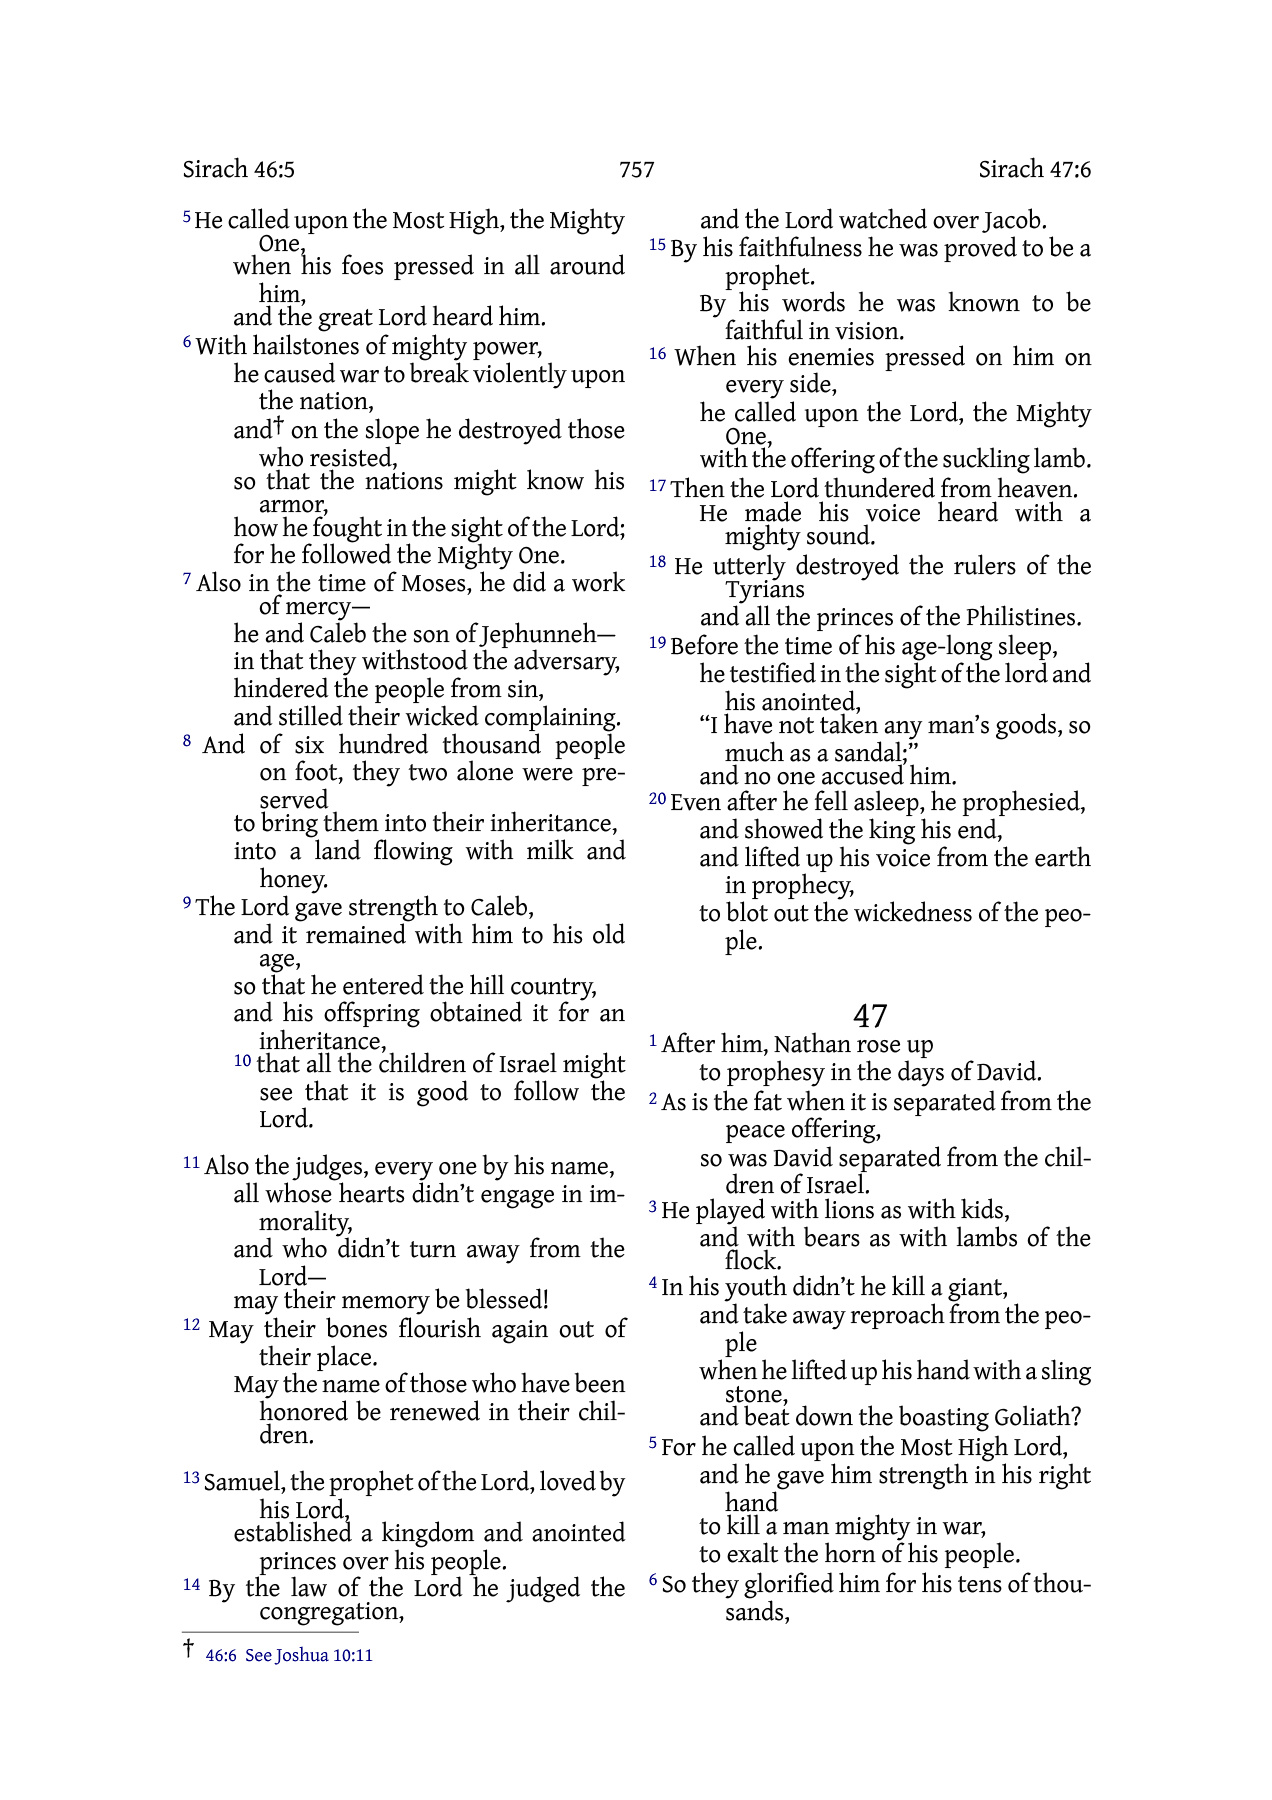 Sirach 46:5
757
Sirach 47:6
5 He called upon the Most High, the Mighty
One,
when his foes pressed in all around
him,
and the great Lord heard him.
6 With hailstones of mighty power,
he caused war to break violently upon
the nation,
and† on the slope he destroyed those
who resisted,
so that the nations might know his
armor,
how he fought in the sight of the Lord;
for he followed the Mighty One.
7 Also in the time of Moses, he did a work
of mercy—
he and Caleb the son of Jephunneh—
in that they withstood the adversary,
hindered the people from sin,
and stilled their wicked complaining.
8 And of six hundred thousand people
on foot, they two alone were pre-
served
to bring them into their inheritance,
into a land flowing with milk and
honey.
9 The Lord gave strength to Caleb,
and it remained with him to his old
age,
so that he entered the hill country,
and his offspring obtained it for an
inheritance,
10 that all the children of Israel might
see that it is good to follow the
Lord.
11 Also the judges, every one by his name,
all whose hearts didn’t engage in im-
morality,
and who didn’t turn away from the
Lord—
may their memory be blessed!
12 May their bones flourish again out of
their place.
May the name of those who have been
honored be renewed in their chil-
dren.
13 Samuel, the prophet of the Lord, loved by
his Lord,
established a kingdom and anointed
princes over his people.
14 By the law of the Lord he judged the
congregation,
† 46:6 See Joshua 10:11
and the Lord watched over Jacob.
15 By his faithfulness he was proved to be a
prophet.
By his words he was known to be
faithful in vision.
16 When his enemies pressed on him on
every side,
he called upon the Lord, the Mighty
One,
with the offering of the suckling lamb.
17 Then the Lord thundered from heaven.
He made his voice heard with a
mighty sound.
18 He utterly destroyed the rulers of the
Tyrians
and all the princes of the Philistines.
19 Before the time of his age-long sleep,
he testified in the sight of the lord and
his anointed,
“I have not taken any man’s goods, so
much as a sandal;”
and no one accused him.
20 Even after he fell asleep, he prophesied,
and showed the king his end,
and lifted up his voice from the earth
in prophecy,
to blot out the wickedness of the peo-
ple.
47
1 After him, Nathan rose up
to prophesy in the days of David.
2 As is the fat when it is separated from the
peace offering,
so was David separated from the chil-
dren of Israel.
3 He played with lions as with kids,
and with bears as with lambs of the
flock.
4 In his youth didn’t he kill a giant,
and take away reproach from the peo-
ple
when he lifted up his hand with a sling
stone,
and beat down the boasting Goliath?
5 For he called upon the Most High Lord,
and he gave him strength in his right
hand
to kill a man mighty in war,
to exalt the horn of his people.
6 So they glorified him for his tens of thou-
sands,